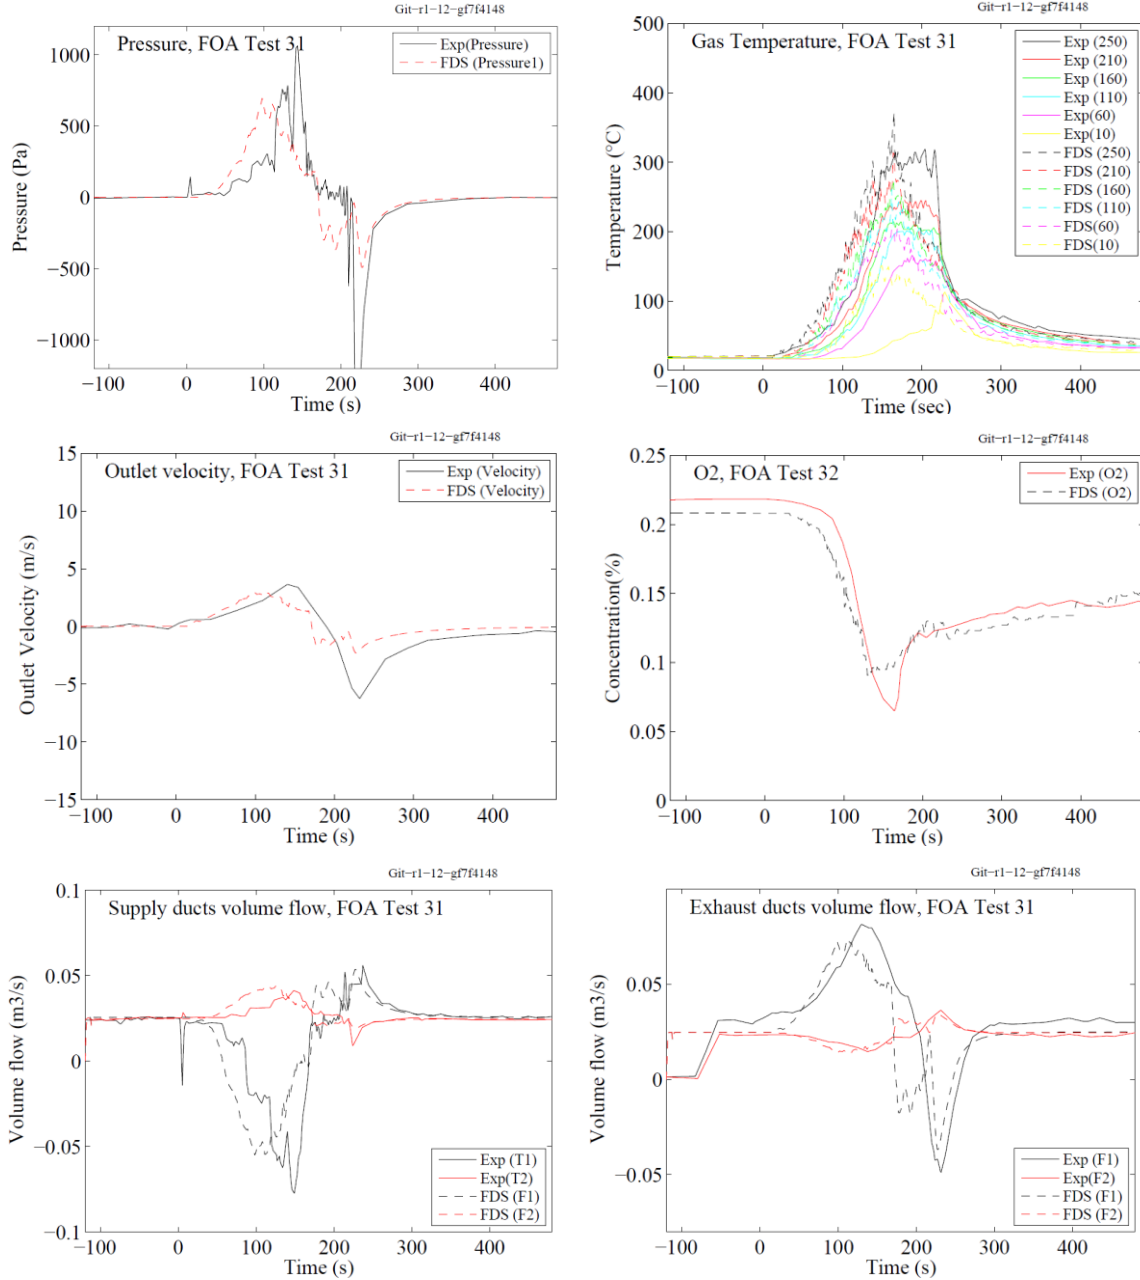 Git-r1-12-gf7f4148
Pressure, FOA Test 31
Exp(Pressure)
FDS (Pressure1)
1000
500
0
−500
−1000
Pressure (Pa)
−100 0 100 200 300 400
Time (s)
Git-r1-12-gf7f4148
Gas Temperature, FOA Test 31
Exp (250)
Exp (210)
Exp (160)
Exp (110)
Exp(60)
Exp(10)
FDS (250)
FDS (210)
FDS (160)
FDS (110)
FDS(60)
FDS(10)
500
400
300
200
100
0
Temperature (°C)
−100 0 100 200 300 400
Time (sec)
Git-r1-12-gf7f4148
Outlet velocity, FOA Test 31
Exp (Velocity)
FDS (Velocity)
15
10
5
0
−5
−10
−15
Outlet Velocity (m/s)
−100 0 100 200 300 400
Time (s)
Git-r1-12-gf7f4148
O2, FOA Test 32
Exp (O2)
FDS (O2)
0.25
0.2
0.15
0.1
0.05
0
Concentration(%)
−100 0 100 200 300 400
Time (s)
Git-r1-12-gf7f4148
Supply ducts volume flow, FOA Test 31
0.1
0.05
0
−0.05
−0.1
Volume flow (m3/s)
Exp (T1)
Exp(T2)
FDS (F1)
FDS (F2)
−100 0 100 200 300 400
Time (s)
Git-r1-12-gf7f4148
Exhaust ducts volume flow, FOA Test 31
0.05
0
−0.05
Volume flow (m3/s)
Exp (F1)
Exp(F2)
FDS (F1)
FDS (F2)
−100 0 100 200 300 400
Time (s)